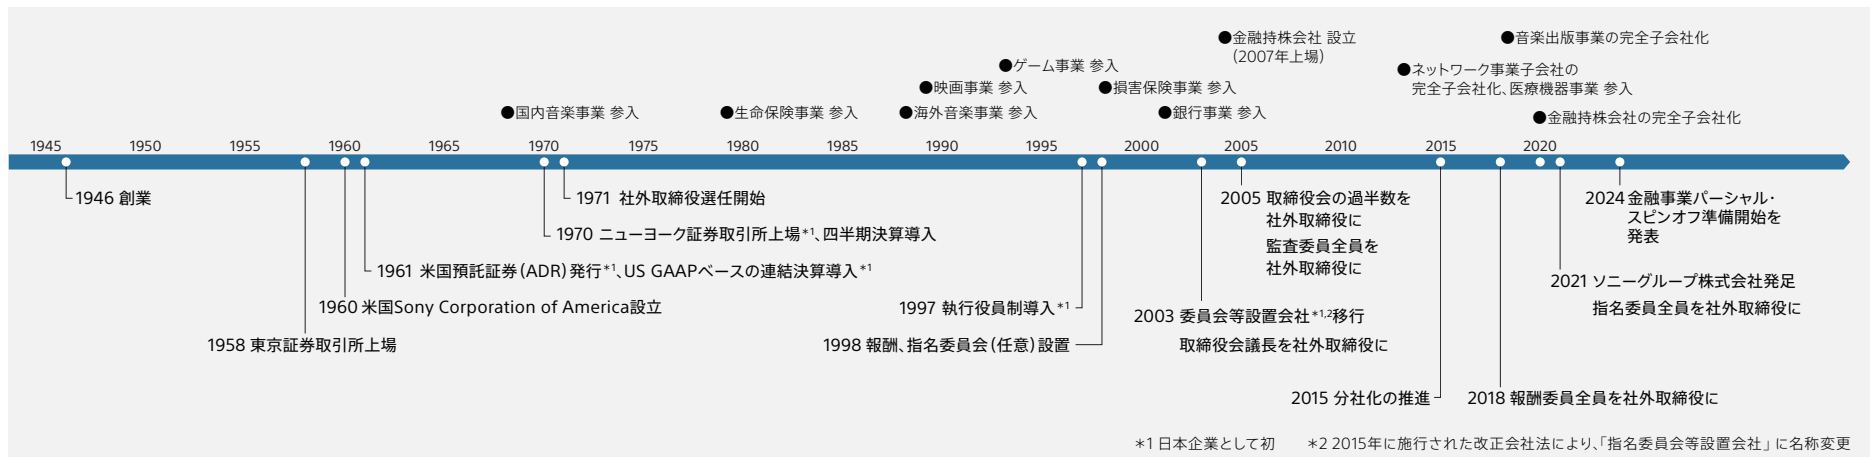 ●金融持株会社 設立
(2007年上場)
●音楽出版事業の完全子会社化
●ゲーム事業 参入
●ネットワーク事業子会社の
完全子会社化、医療機器事業 参入
●映画事業 参入
●損害保険事業 参入
●国内音楽事業 参入
●生命保険事業 参入
●海外音楽事業 参入
●銀行事業 参入
●金融持株会社の完全子会社化
1945 1950 1955 1960 1965 1970 1975 1980 1985 1990 1995 2000 2005 2010 2015 2020
1946 創業
1971 社外取締役選任開始
1970 ニューヨーク証券取引所上場*1、四半期決算導入
1961 米国預託証券(ADR)発行*1、US GAAPベースの連結決算導入*1
1960 米国Sony Corporation of America設立
1958 東京証券取引所上場
1997 執行役員制導入*1
1998 報酬、指名委員会(任意)設置
2005 取締役会の過半数を
社外取締役に
監査委員全員を
社外取締役に
2003 委員会等設置会社*1,2移行
取締役会議長を社外取締役に
2024 金融事業パーシャル・
スピンオフ準備開始を
発表
2021 ソニーグループ株式会社発足
指名委員全員を社外取締役に
2015 分社化の推進
2018 報酬委員全員を社外取締役に
*1 日本企業として初 *2 2015年に施行された改正会社法により、「指名委員会等設置会社」に名称変更